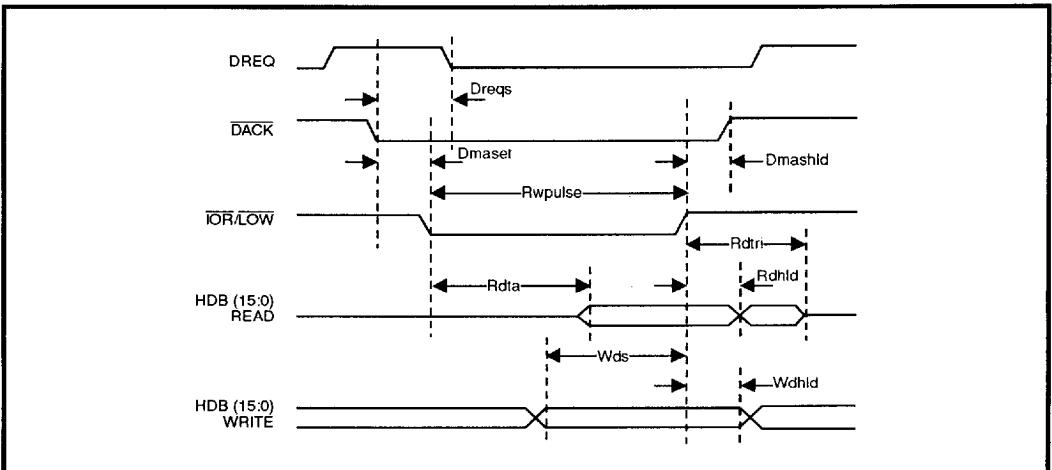 DREQ
Dreqs
DACK
Dmaset
Dmashld
Rwpulse
IOR/LOW
Rdtri
Rdta
Rdhld
HDB (15:0)
READ
Wds
Wdhld
HDB (15:0)
WRITE